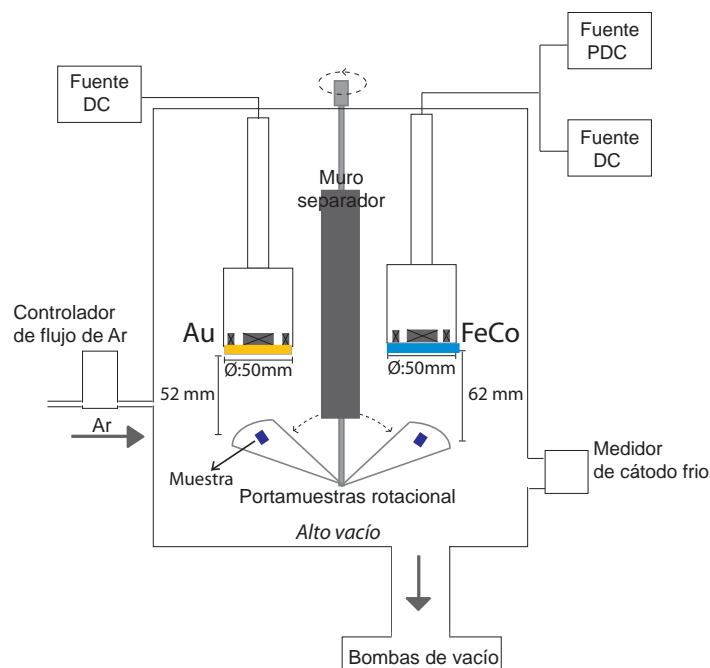 Fuente
PDC
Fuente
DC
Fuente
DC
Muro
separador
Controlador
de flujo de Ar
Au
FeCo
Ø:50mm
Ø:50mm
52 mm
62 mm
Ar
Muestra
Portamuestras rotacional
Medidor
de cátodo frio
Alto vacío
Bombas de vacío